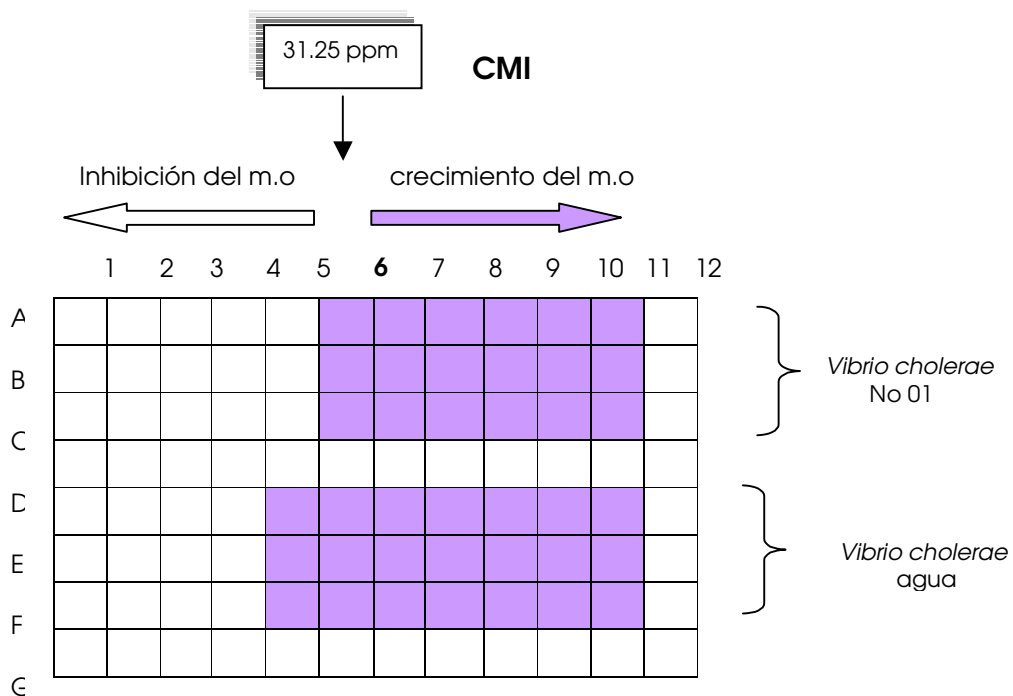 31.25 ppm
CMI
Inhibición del m.o
crecimiento del m.o
1 2 3 4 5 6 7 8 9 10 11 12
A
B
Vibrio cholerae
No 01
C
D
E
Vibrio cholerae
agua
F
G